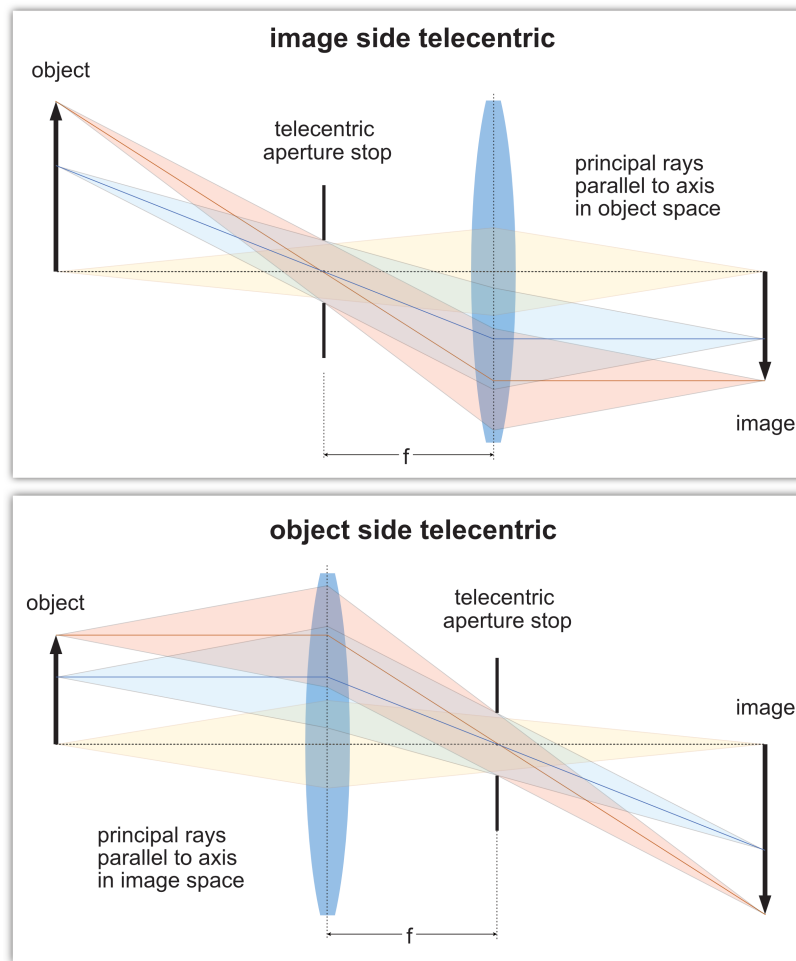 image side telecentric
object
telecentric
aperture stop
principal rays
parallel to axis
in object space
image
f
object side telecentric
object
telecentric
aperture stop
image
principal rays
parallel to axis
in image space
f